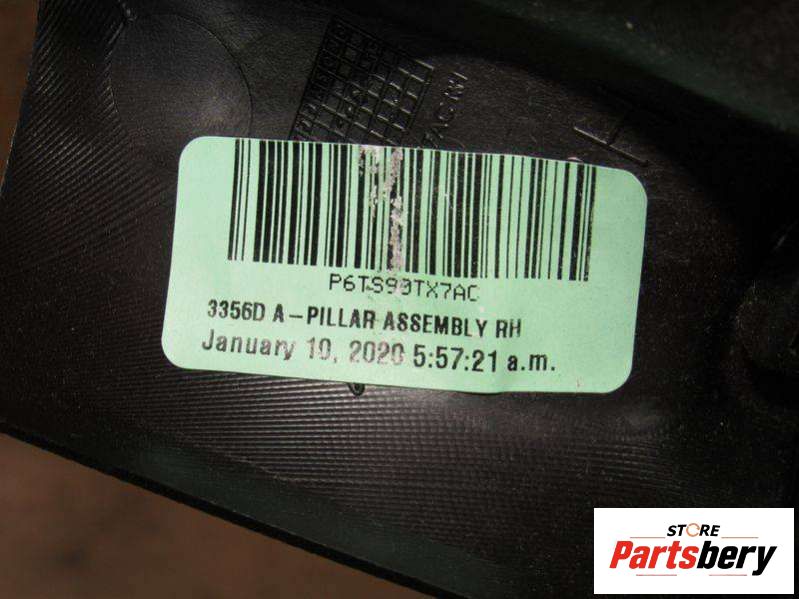 P6TS90TX7AC
3356D A-PILLAR ASSEMBLY RH
January 10, 2020 5:57:21 a.m.
STORE
Partsbery